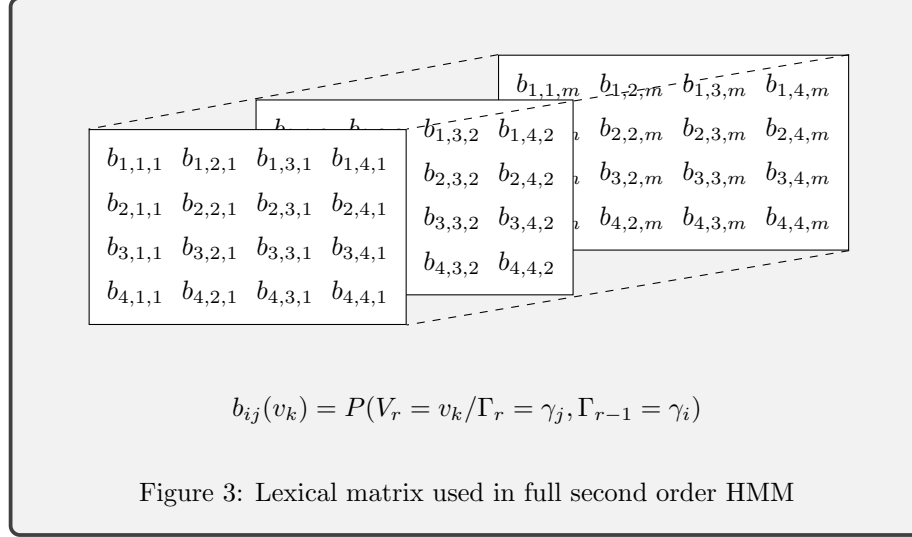 b_{1,1,m} b_{1,2,m} b_{1,3,m} b_{1,4,m}
b_{2,2,m} b_{2,3,m} b_{2,4,m}
b_{3,2,m} b_{3,3,m} b_{3,4,m}
b_{4,2,m} b_{4,3,m} b_{4,4,m}
b_{1,3,2} b_{1,4,2}
b_{2,3,2} b_{2,4,2}
b_{3,3,2} b_{3,4,2}
b_{4,3,2} b_{4,4,2}
b_{1,1,1} b_{1,2,1} b_{1,3,1} b_{1,4,1}
b_{2,1,1} b_{2,2,1} b_{2,3,1} b_{2,4,1}
b_{3,1,1} b_{3,2,1} b_{3,3,1} b_{3,4,1}
b_{4,1,1} b_{4,2,1} b_{4,3,1} b_{4,4,1}
b_{ij}(v_k) = P(V_r = v_k/Γ_r = γ_j, Γ_{r−1} = γ_i)
Figure 3: Lexical matrix used in full second order HMM